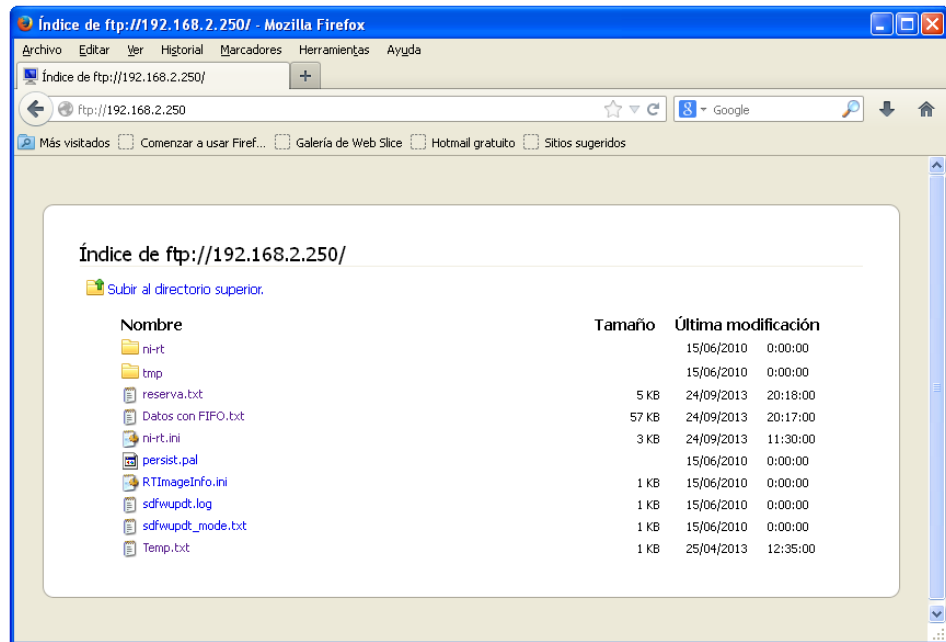 Índice de ftp://192.168.2.250/ - Mozilla Firefox
Archivo Editar Ver Historial Marcadores Herramientas Ayuda
Índice de ftp://192.168.2.250/ +
ftp://192.168.2.250 8 Google
Más visitados Comenzar a usar Firef... Galería de Web Slice Hotmail gratuito Sitios sugeridos
Índice de ftp://192.168.2.250/
Subir al directorio superior.
Nombre Tamaño Última modificación
ni-rt 15/06/2010 0:00:00
tmp 15/06/2010 0:00:00
reserva.txt 5 KB 24/09/2013 20:18:00
Datos con FIFO.txt 57 KB 24/09/2013 20:17:00
ni-rt.ini 3 KB 24/09/2013 11:30:00
persist.pal 15/06/2010 0:00:00
RTImageInfo.ini 1 KB 15/06/2010 0:00:00
sdfwupdt.log 1 KB 15/06/2010 0:00:00
sdfwupdt_mode.txt 1 KB 15/06/2010 0:00:00
Temp.txt 1 KB 25/04/2013 12:35:00